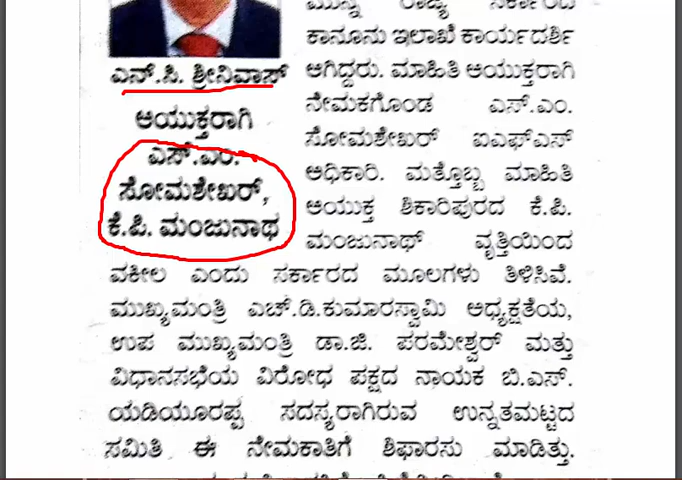 ಎನ್.ಸಿ. ಶ್ರೀನಿವಾಸ್
ಆಯುಕ್ತರಾಗಿ
ಎಸ್.ಎಂ.
ಸೋಮಶೇಖರ್,
ಕೆ.ಪಿ. ಮಂಜುನಾಥ
ಮುನ್ನ ರಾಜ್ಯ ಸರ್ಕಾರದ
ಕಾನೂನು ಇಲಾಖೆ ಕಾರ್ಯದರ್ಶಿ
ಆಗಿದ್ದರು. ಮಾಹಿತಿ ಆಯುಕ್ತರಾಗಿ
ನೇಮಕಗೊಂಡ ಎಸ್.ಎಂ.
ಸೋಮಶೇಖರ್ ಐಎಫ್‌ಎಸ್
ಅಧಿಕಾರಿ. ಮತ್ತೊಬ್ಬ ಮಾಹಿತಿ
ಆಯುಕ್ತ ಶಿಕಾರಿಪುರದ ಕೆ.ಪಿ.
ಮಂಜುನಾಥ್ ವೃತ್ತಿಯಿಂದ
ವಕೀಲ ಎಂದು ಸರ್ಕಾರದ ಮೂಲಗಳು ತಿಳಿಸಿವೆ.
ಮುಖ್ಯಮಂತ್ರಿ ಎಚ್.ಡಿ.ಕುಮಾರಸ್ವಾಮಿ ಅಧ್ಯಕ್ಷತೆಯ,
ಉಪ ಮುಖ್ಯಮಂತ್ರಿ ಡಾ.ಜಿ. ಪರಮೇಶ್ವರ್ ಮತ್ತು
ವಿಧಾನಸಭೆಯ ವಿರೋಧ ಪಕ್ಷದ ನಾಯಕ ಬಿ.ಎಸ್.
ಯಡಿಯೂರಪ್ಪ ಸದಸ್ಯರಾಗಿರುವ ಉನ್ನತಮಟ್ಟದ
ಸಮಿತಿ ಈ ನೇಮಕಾತಿಗೆ ಶಿಫಾರಸು ಮಾಡಿತ್ತು.